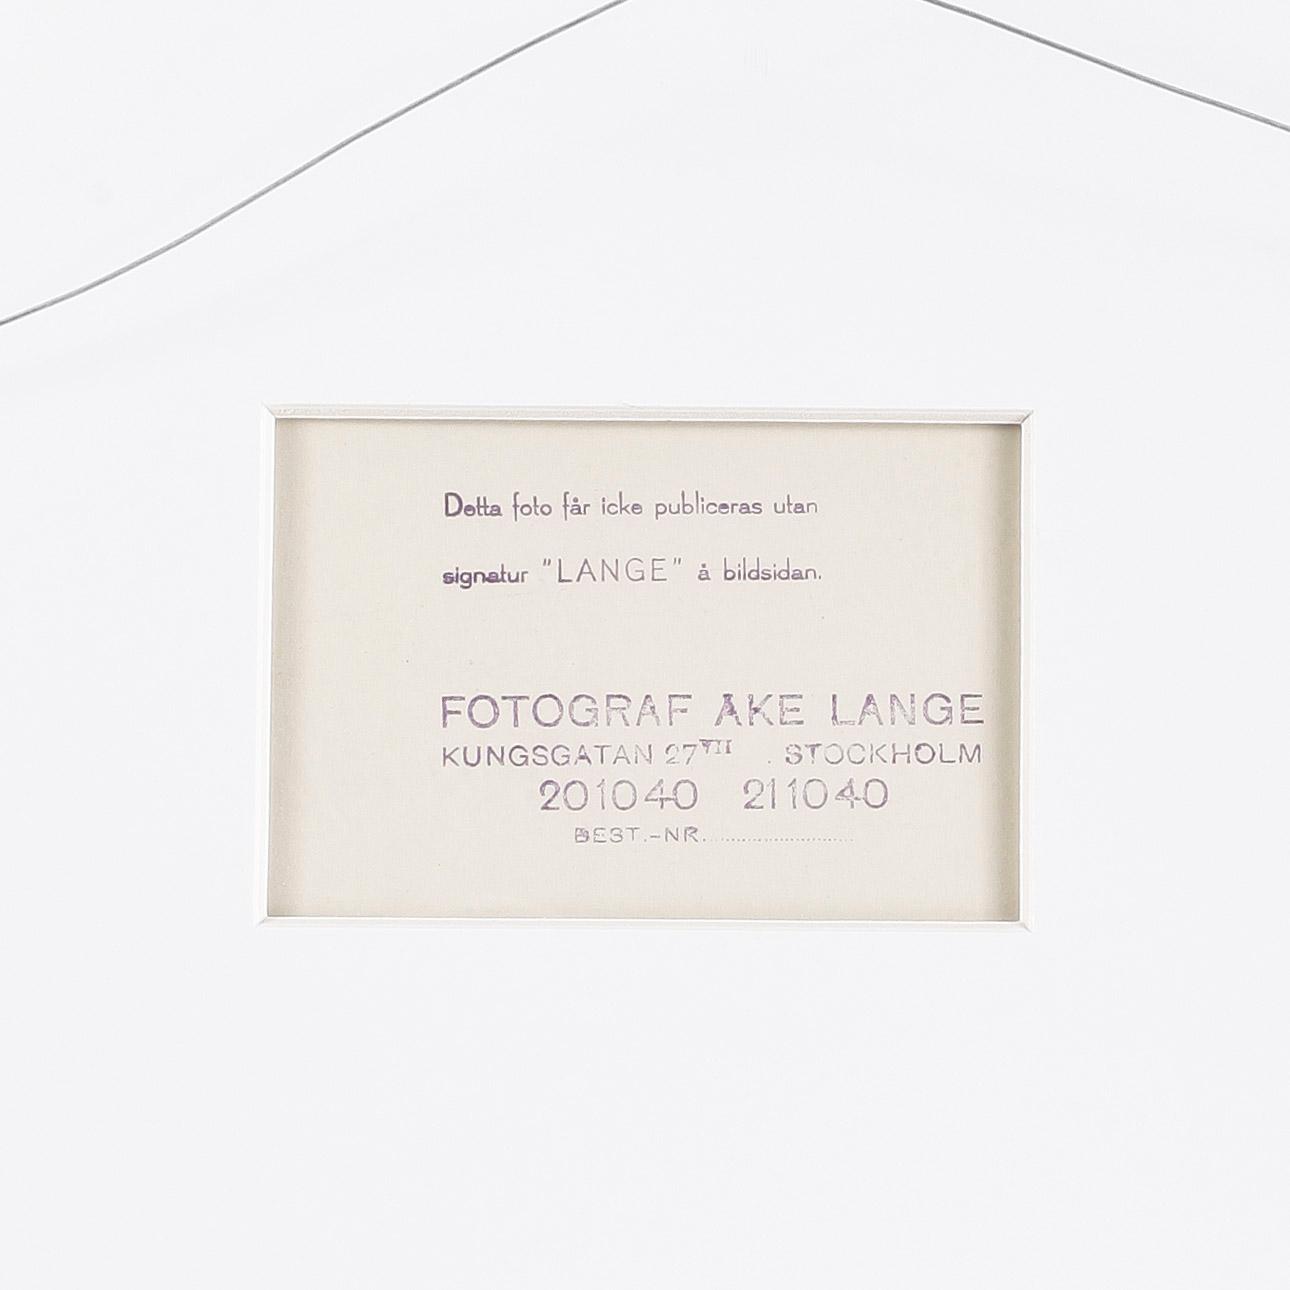 Detta foto får icke publiceras utan
signatur "LANGE" å bildsidan.
FOTOGRAF ÅKE LANGE
KUNGSGATAN 27VII . STOCKHOLM
201040 211040
BEST.-NR...............................